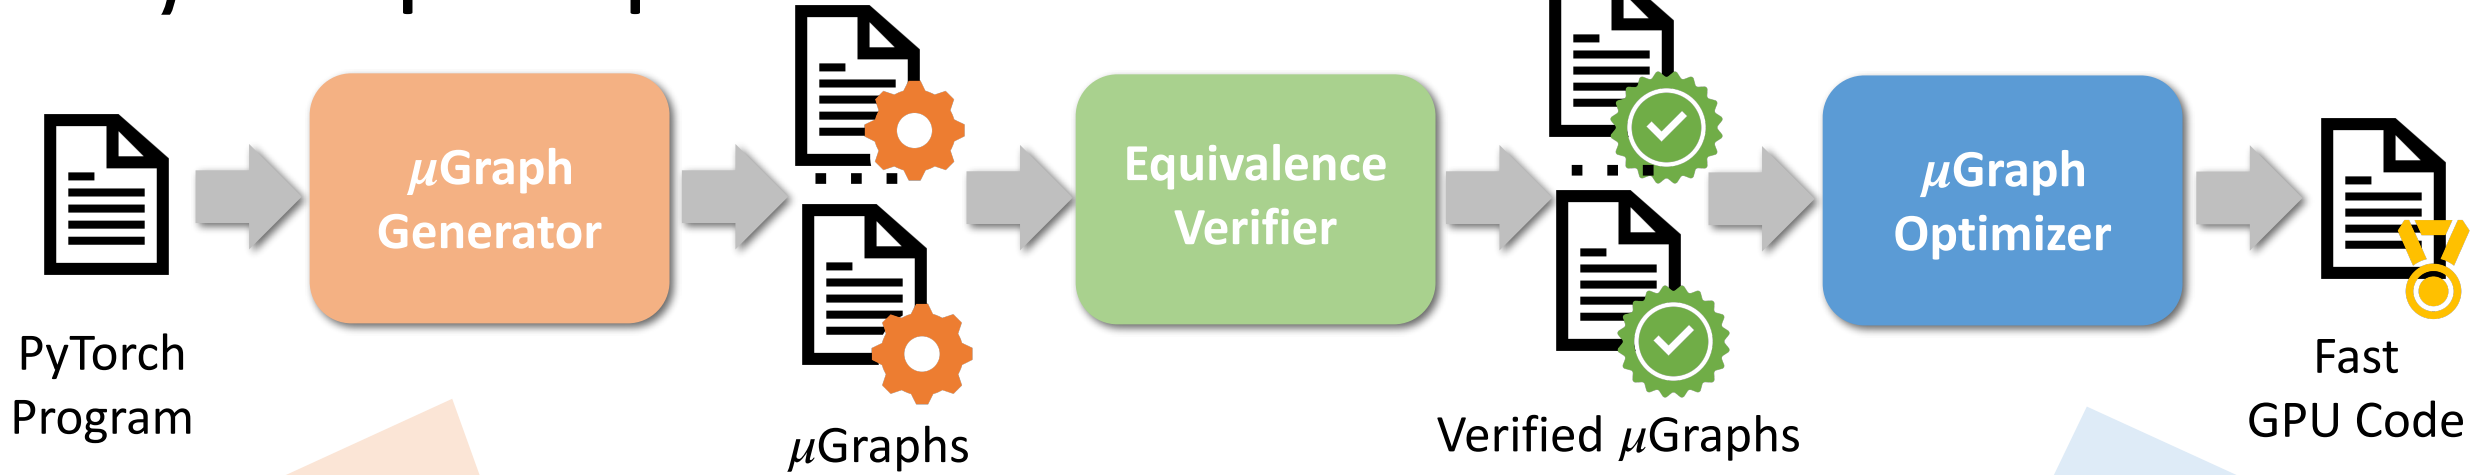 PyTorch
Program
𝜇Graph
Generator
𝜇Graphs
Equivalence
Verifier
Verified 𝜇Graphs
𝜇Graph
Optimizer
Fast
GPU Code